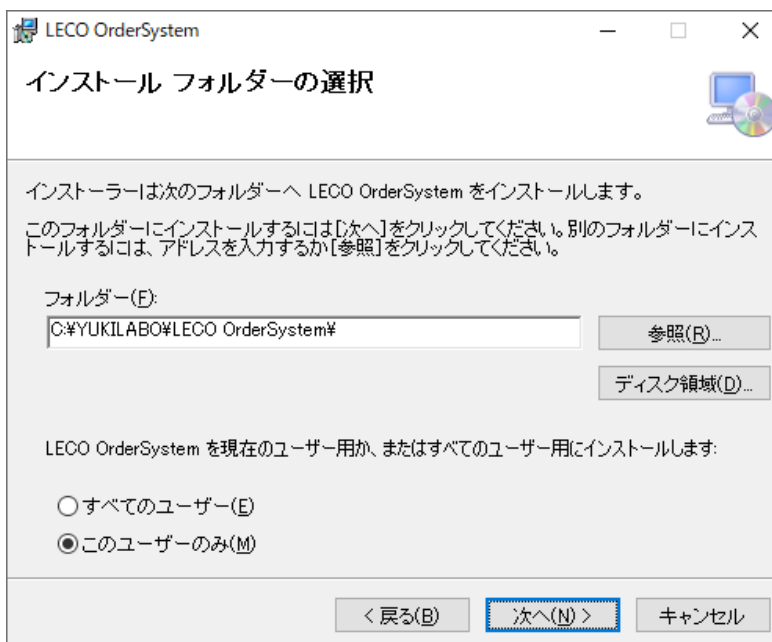 LECO OrderSystem
インストール フォルダーの選択
インストーラーは次のフォルダーへ LECO OrderSystem をインストールします。
このフォルダーにインストールするには[次へ]をクリックしてください。別のフォルダーにインス
トールするには、アドレスを入力するか[参照]をクリックしてください。
フォルダー(F):
C:¥YUKILABO¥LECO OrderSystem¥
参照(R)...
ディスク領域(D)...
LECO OrderSystem を現在のユーザー用か、またはすべてのユーザー用にインストールします:
すべてのユーザー(E)
このユーザーのみ(M)
< 戻る(B)
次へ(N) >
キャンセル